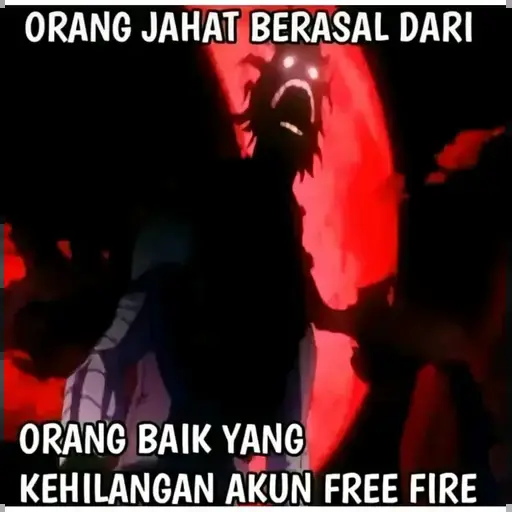 ORANG JAHAT BERASAL DARI
ORANG BAIK YANG
KEHILANGAN AKUN FREE FIRE